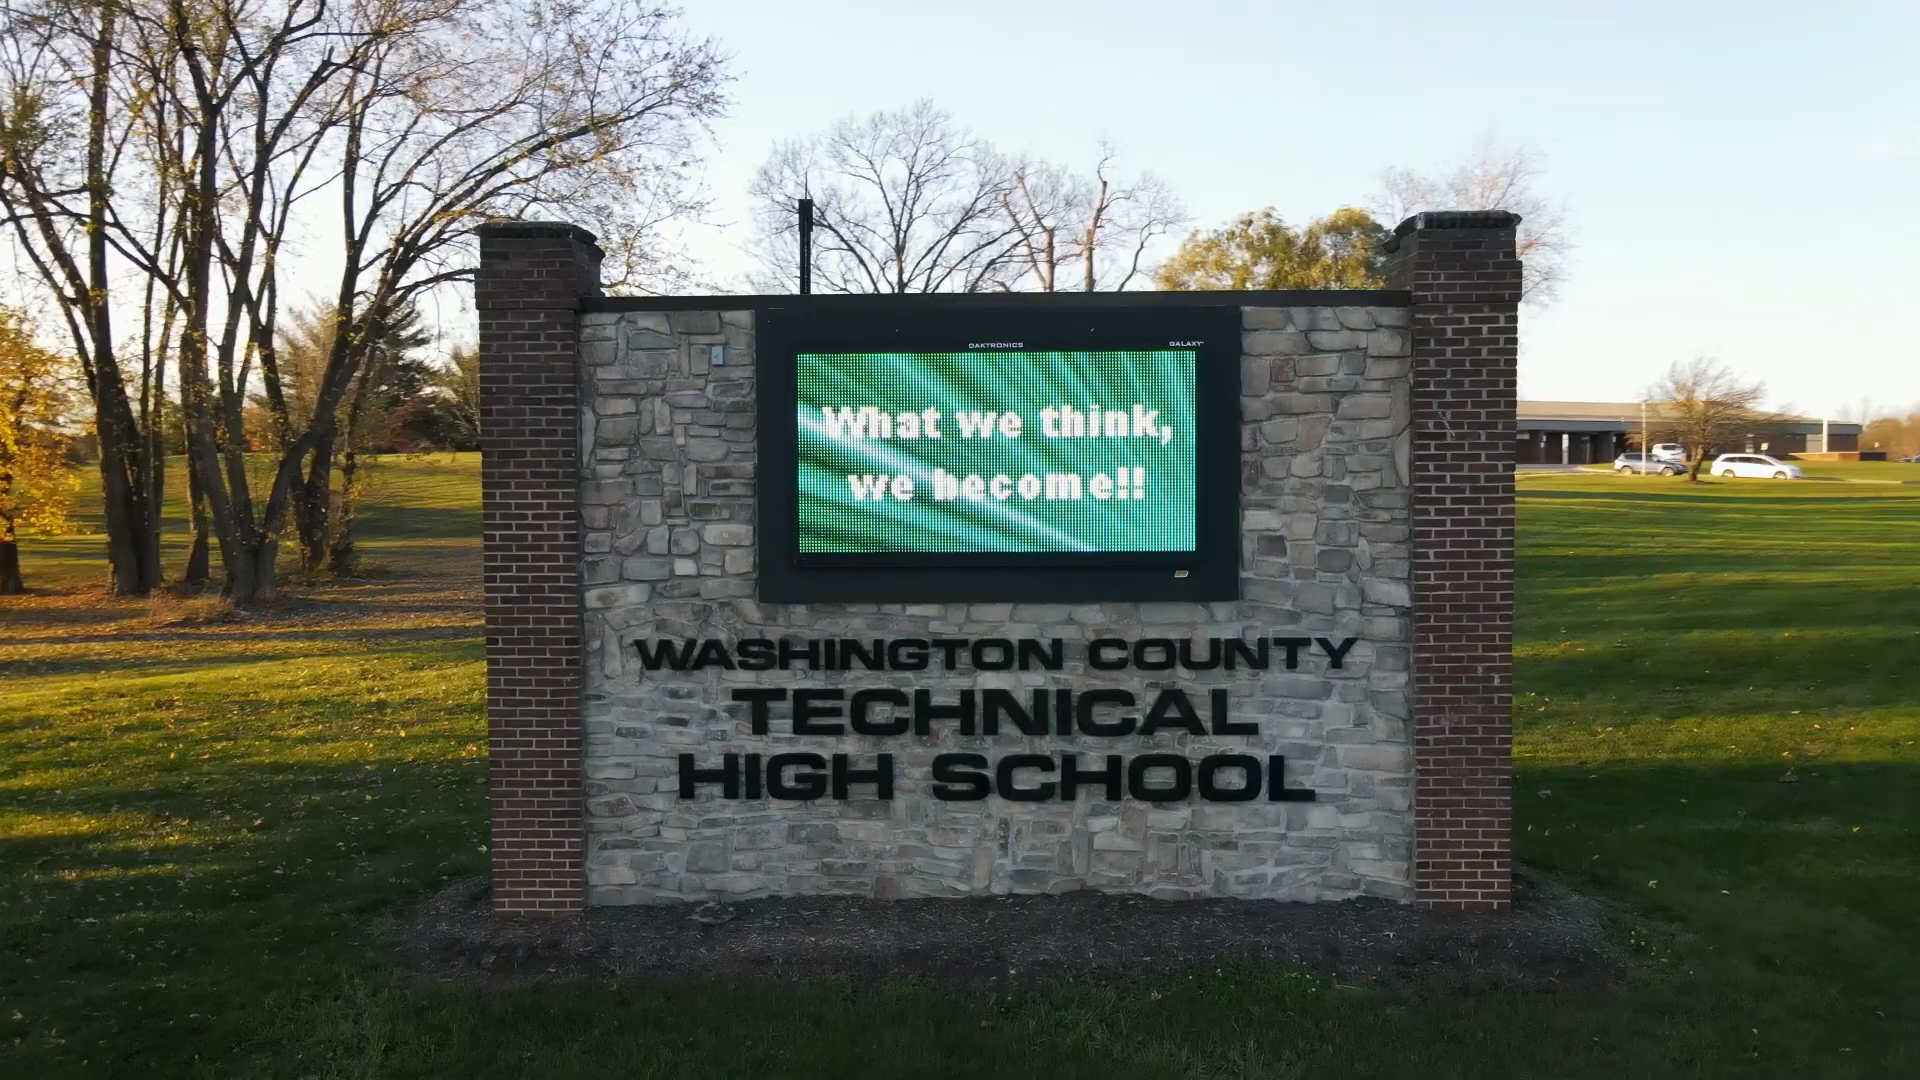 DAKTRONICS GALAXY
What we think,
we become!!
WASHINGTON COUNTY
TECHNICAL
HIGH SCHOOL